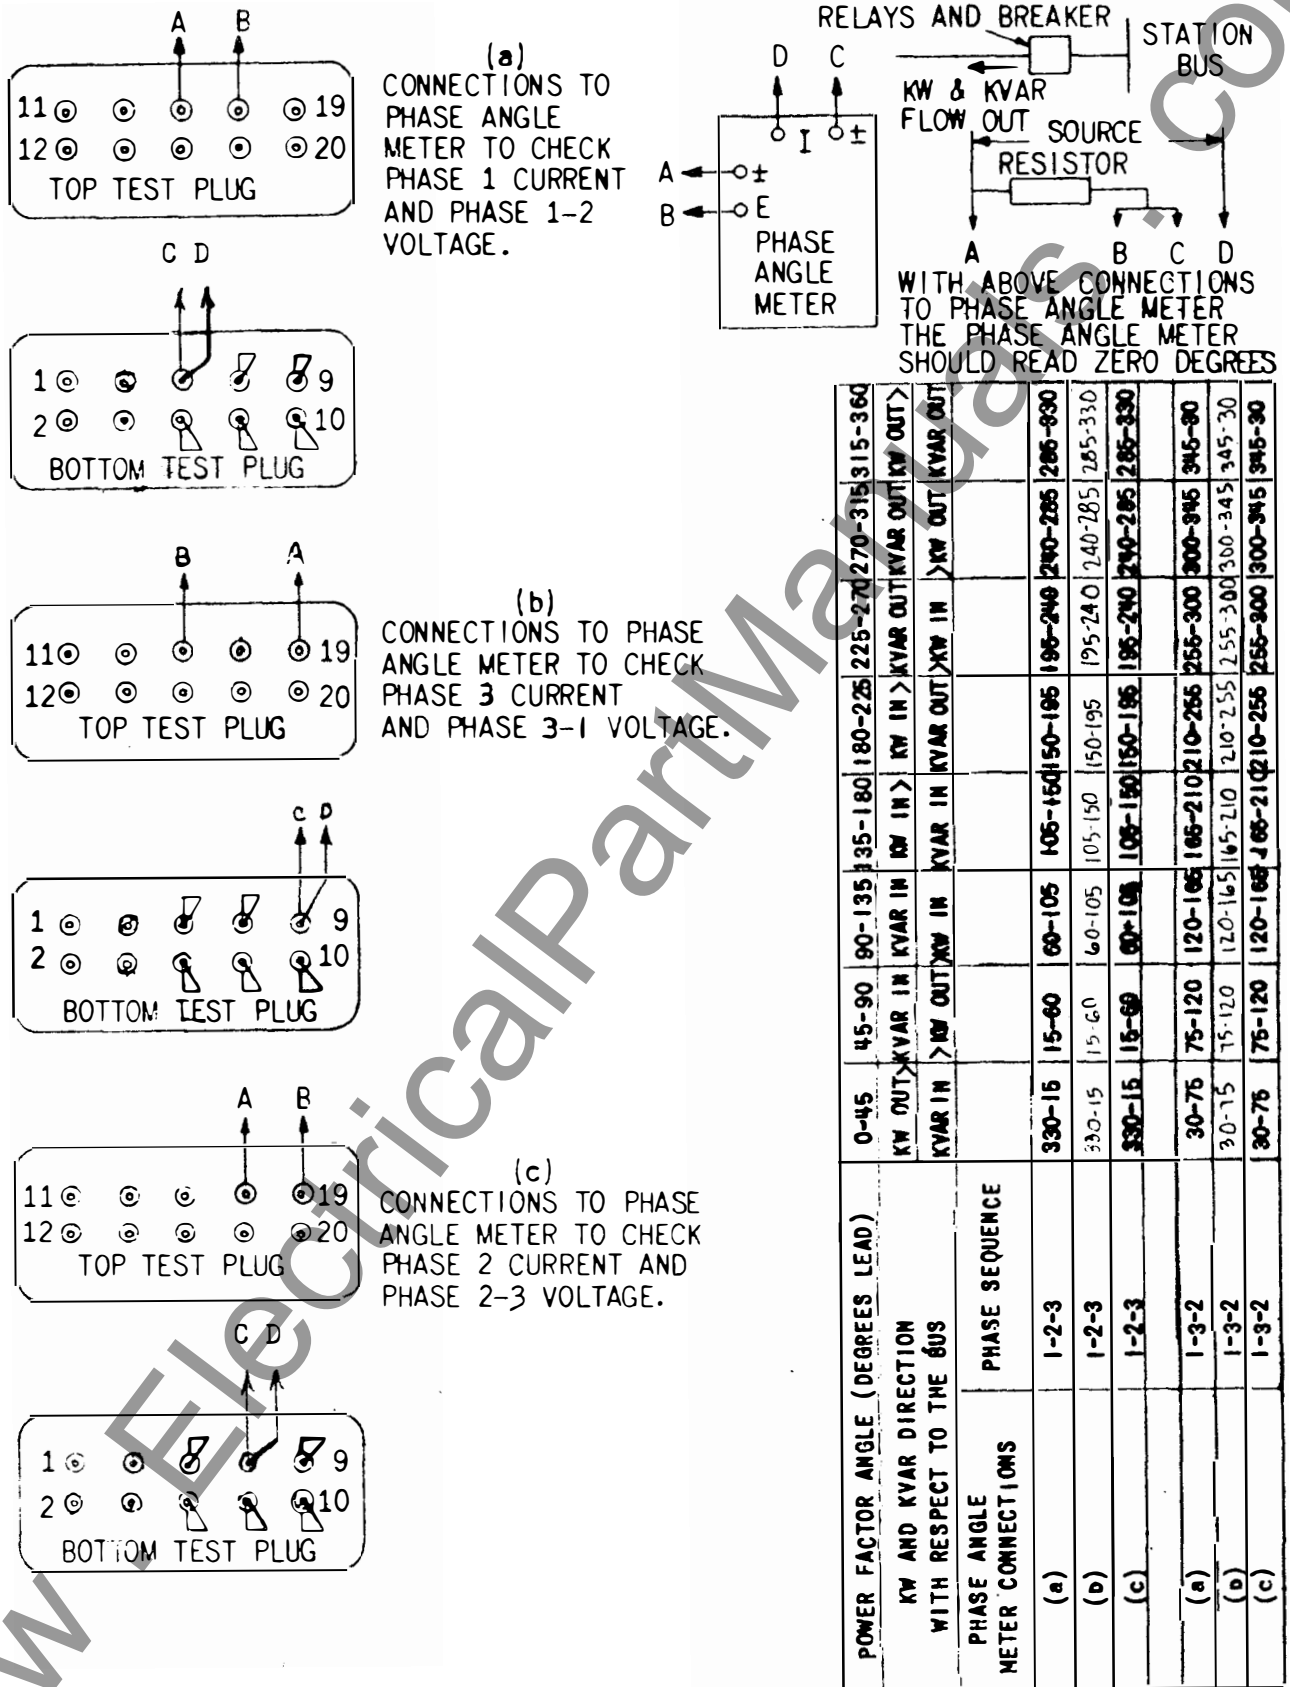 A B
11 19
12 20
TOP TEST PLUG
(a)
CONNECTIONS TO
PHASE ANGLE
METER TO CHECK
PHASE 1 CURRENT
AND PHASE 1-2
VOLTAGE.
C D
1 9
2 10
BOTTOM TEST PLUG
B A
11 19
12 20
TOP TEST PLUG
(b)
CONNECTIONS TO PHASE
ANGLE METER TO CHECK
PHASE 3 CURRENT
AND PHASE 3-1 VOLTAGE.
C D
1 9
2 10
BOTTOM TEST PLUG
A B
11 19
12 20
TOP TEST PLUG
(c)
CONNECTIONS TO PHASE
ANGLE METER TO CHECK
PHASE 2 CURRENT AND
PHASE 2-3 VOLTAGE.
C D
1 9
2 10
BOTTOM TEST PLUG
D C
I ±
A ±
B E
PHASE
ANGLE
METER
RELAYS AND BREAKER
STATION
BUS
KW & KVAR
FLOW OUT
SOURCE
RESISTOR
A B C D
WITH ABOVE CONNECTIONS
TO PHASE ANGLE METER
THE PHASE ANGLE METER
SHOULD READ ZERO DEGREES
POWER FACTOR ANGLE (DEGREES LEAD) 0-45 45-90 90-135 135-180 180-225 225-270 270-315 315-360
KW AND KVAR DIRECTION KW OUT> KVAR IN KVAR IN KW IN> KW IN> KVAR OUT KVAR OUT KW OUT>
WITH RESPECT TO THE BUS KVAR IN >KW OUT >KW IN KVAR IN KVAR OUT >KW IN >KW OUT KVAR OUT
PHASE ANGLE
METER CONNECTIONS PHASE SEQUENCE
(a) 1-2-3 330-15 15-60 60-105 105-150 150-195 195-240 240-285 285-330
(b) 1-2-3 330-15 15-60 60-105 105-150 150-195 195-240 240-285 285-330
(c) 1-2-3 330-15 15-60 60-105 105-150 150-195 195-240 240-285 285-330
(a) 1-3-2 30-75 75-120 120-165 165-210 210-255 255-300 300-345 345-30
(b) 1-3-2 30-75 75-120 120-165 165-210 210-255 255-300 300-345 345-30
(c) 1-3-2 30-75 75-120 120-165 165-210 210-255 255-300 300-345 345-30
w . ElectricalPartManuals . co